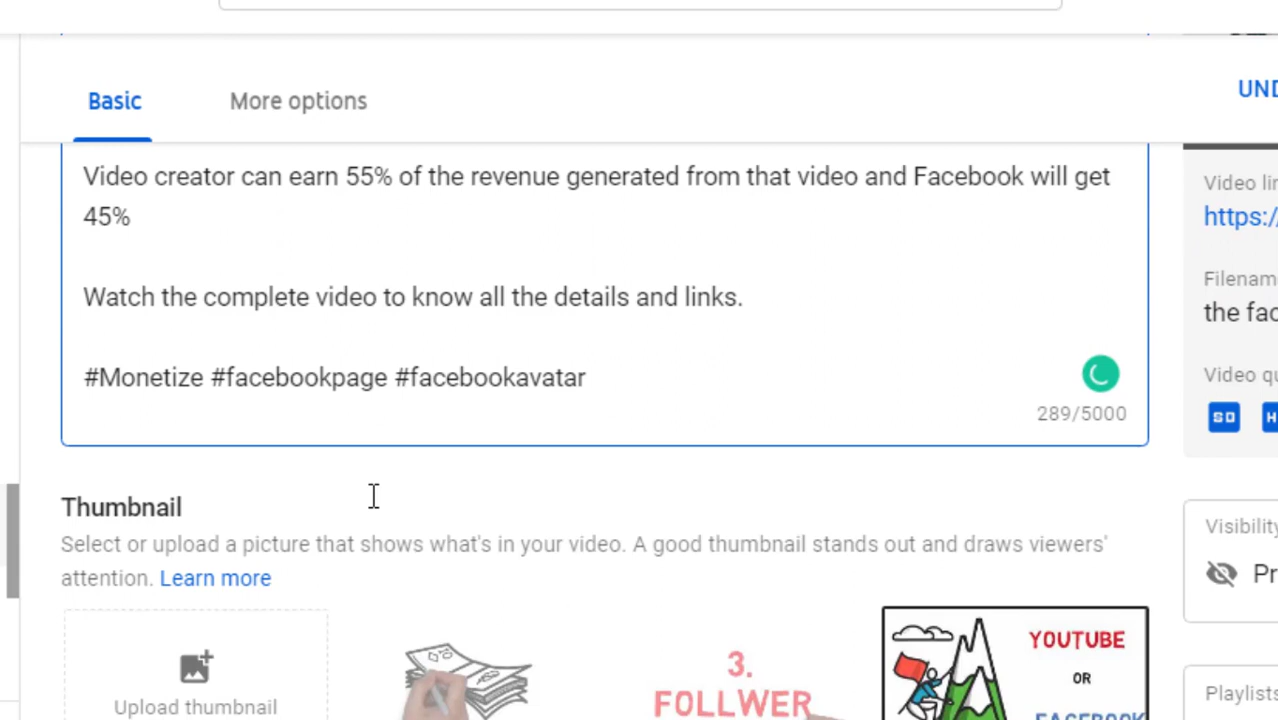 Basic
More options
UND
Video creator can earn 55% of the revenue generated from that video and Facebook will get
45%
Watch the complete video to know all the details and links.
#Monetize #facebookpage #facebookavatar
289/5000
Video lin
https:/
Filename
the fac
Video qu
SD H
Thumbnail
Select or upload a picture that shows what's in your video. A good thumbnail stands out and draws viewers'
attention. Learn more
Upload thumbnail
3.
FOLLWER
YOUTUBE
OR
FACEBOOK
Visibility
Pr
Playlists